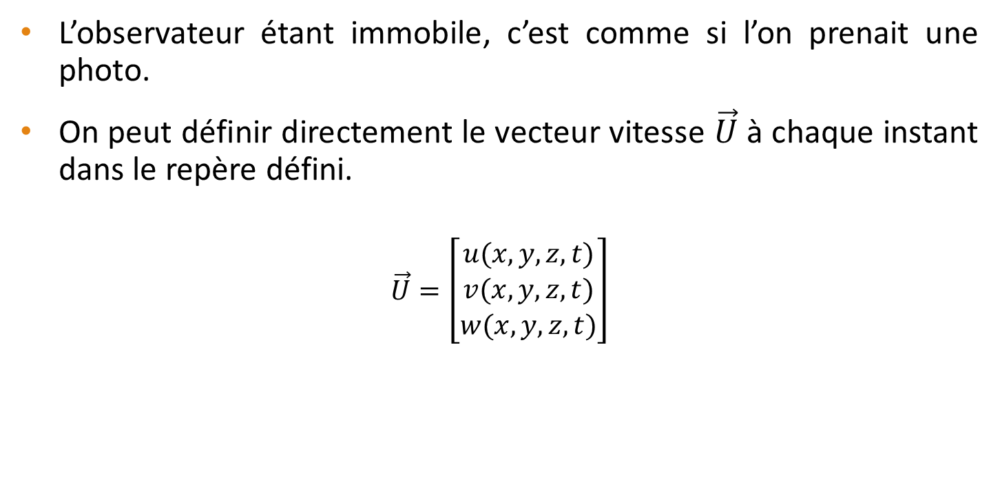 • L’observateur étant immobile, c’est comme si l’on prenait une
photo.
• On peut définir directement le vecteur vitesse $\vec{U}$ à chaque instant
dans le repère défini.
$\vec{U} = \begin{bmatrix} u(x, y, z, t) \\ v(x, y, z, t) \\ w(x, y, z, t) \end{bmatrix}$